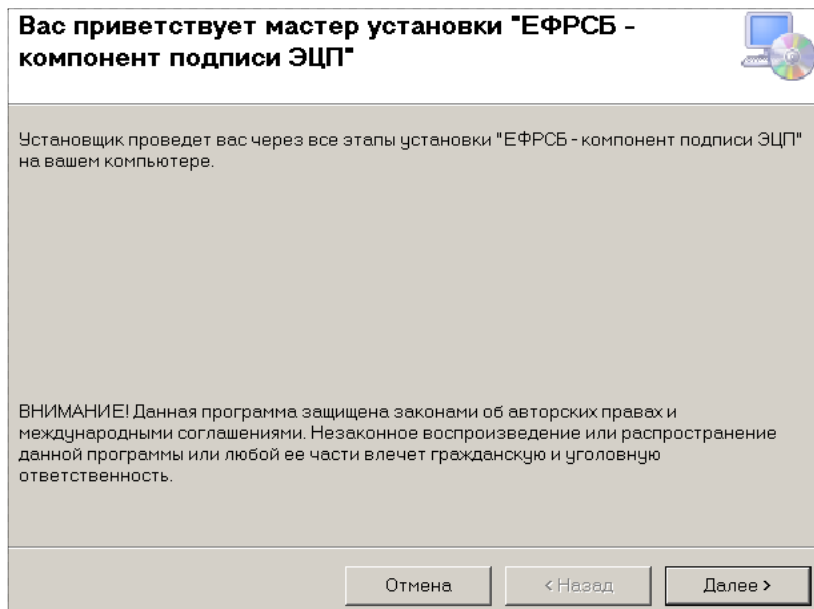 Вас приветствует мастер установки "ЕФРСБ -
компонент подписи ЭЦП"
Установщик проведет вас через все этапы установки "ЕФРСБ - компонент подписи ЭЦП"
на вашем компьютере.
ВНИМАНИЕ! Данная программа защищена законами об авторских правах и
международными соглашениями. Незаконное воспроизведение или распространение
данной программы или любой ее части влечет гражданскую и уголовную
ответственность.
Отмена
< Назад
Далее >